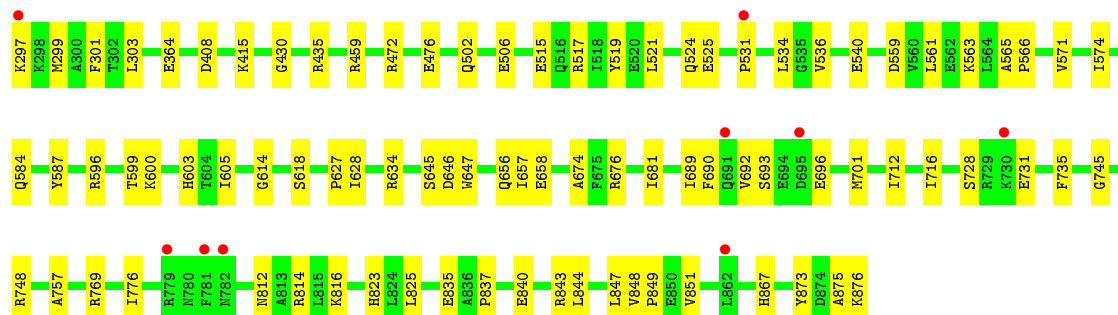 K297 K298 M299 A300 F301 T302 L303 E364 D408 K415 G430 R435 R459 R472 E476 Q502 E506 E515 Q516 R517 I518 Y519 E520 L521 Q524 E525 P531 L534 G535 V536 E540 D559 V560 L561 E562 K563 L564 A565 P566 V571 I574
Q584 Y587 R596 T599 K600 H603 T604 I605 G614 S618 P627 I628 R634 S645 D646 W647 Q656 I657 E658 A674 F675 R676 I681 I689 F690 Q691 V692 S693 E694 D695 E696 M701 I712 I716 S728 R729 K730 E731 F735 G745
R748 A757 R769 I776 R779 N780 F781 N782 N812 A813 R814 L815 K816 H823 L824 L825 E835 A836 P837 E840 R843 L844 L847 V848 P849 E850 V851 L862 H867 Y873 D874 A875 K876